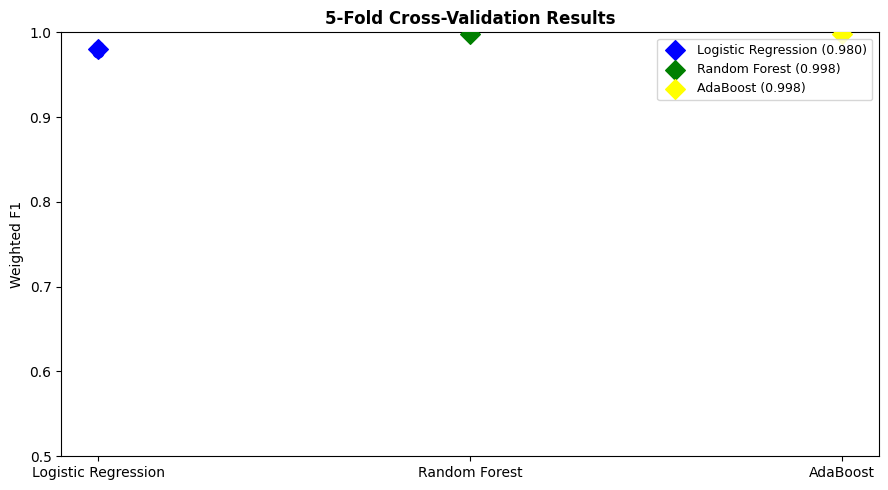 5-Fold Cross-Validation Results
1.0
0.9
0.8
0.7
0.6
0.5
Weighted F1
Logistic Regression (0.980)
Random Forest (0.998)
AdaBoost (0.998)
Logistic Regression
Random Forest
AdaBoost